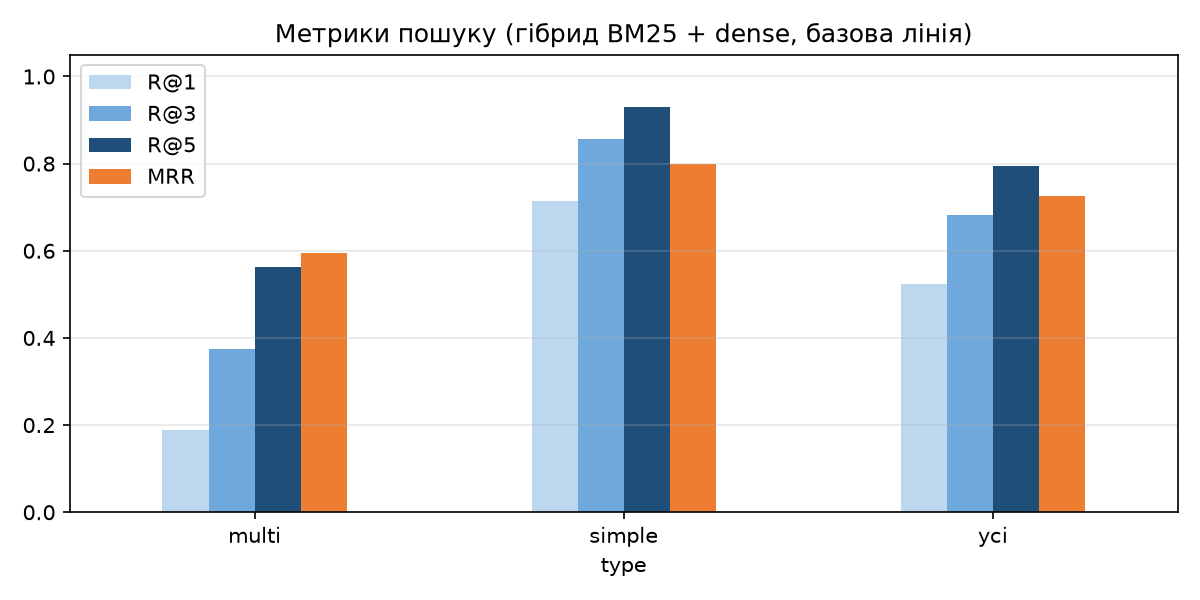 Метрики пошуку (гібрид BM25 + dense, базова лінія)
1.0
0.8
0.6
0.4
0.2
0.0
R@1
R@3
R@5
MRR
multi
simple
усі
type